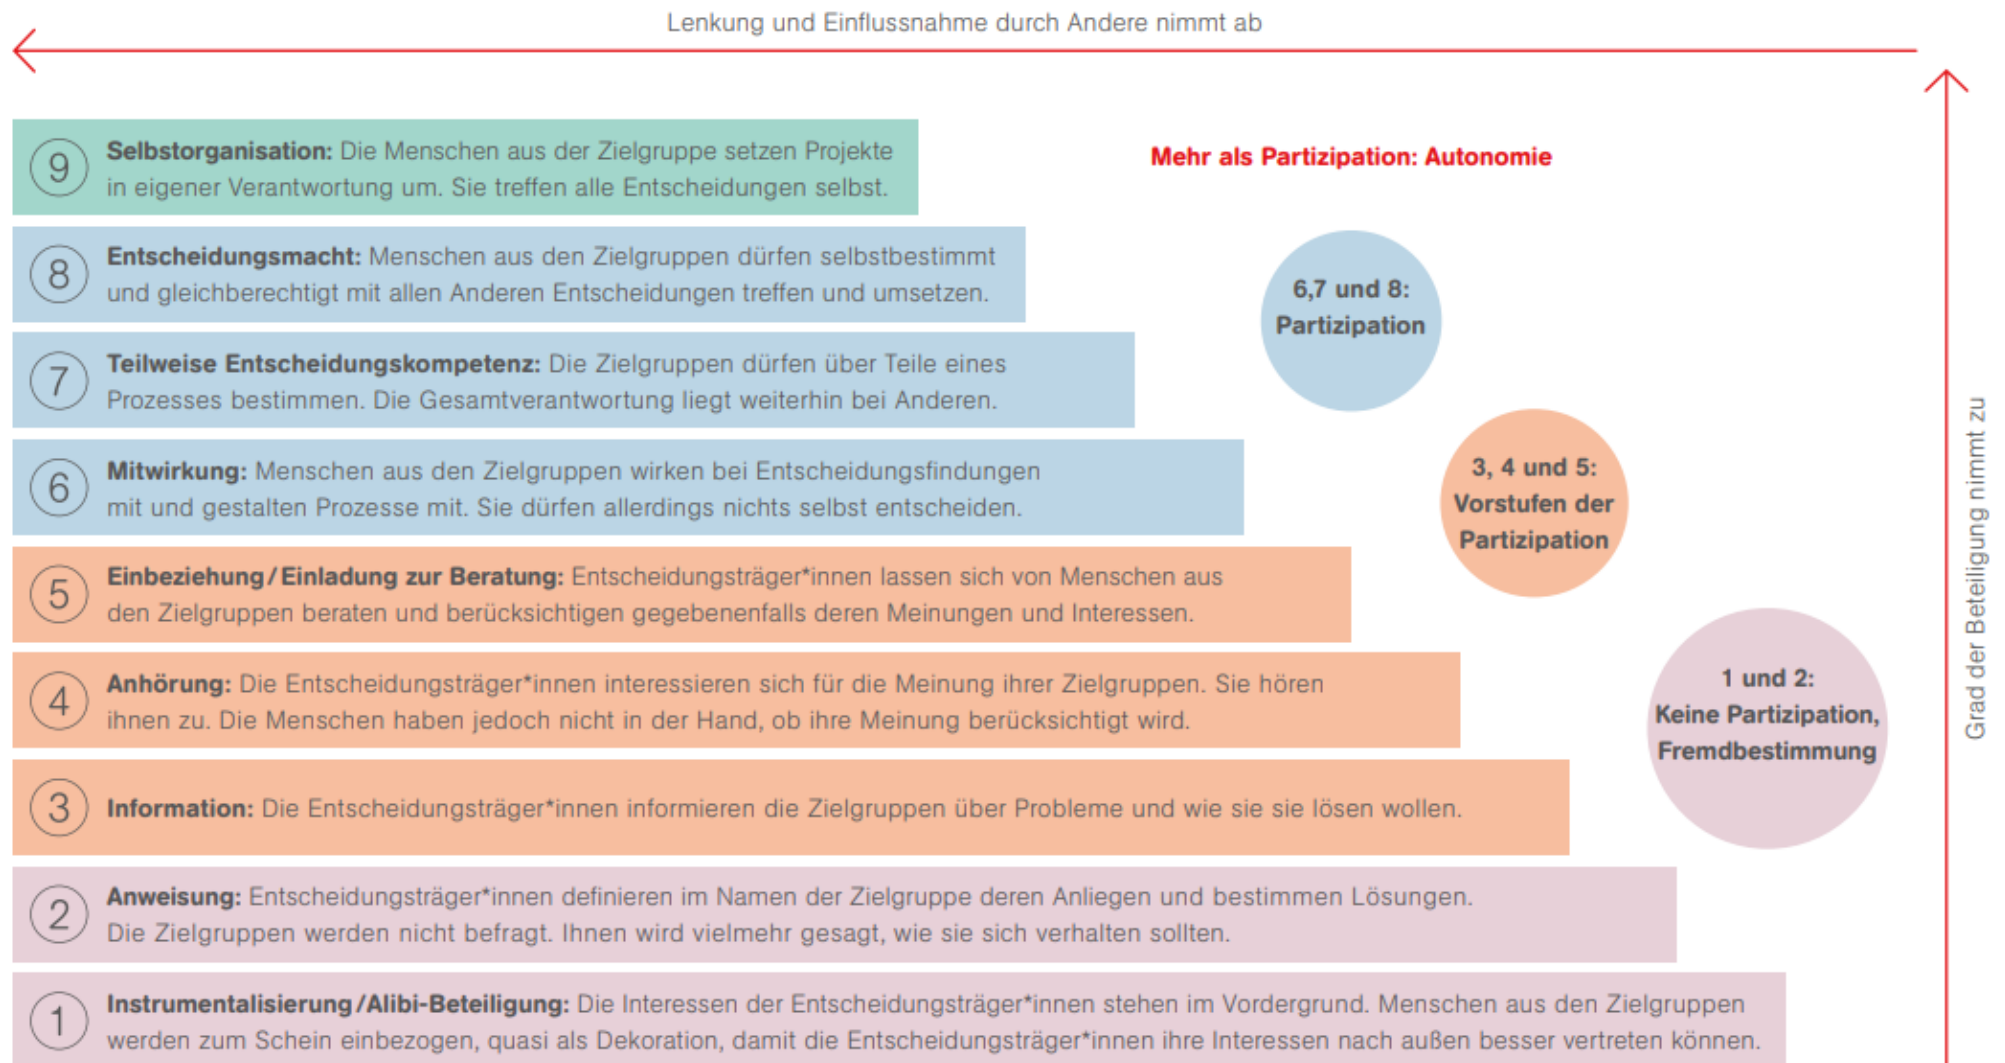 Lenkung und Einflussnahme durch Andere nimmt ab
9
Selbstorganisation: Die Menschen aus der Zielgruppe setzen Projekte
in eigener Verantwortung um. Sie treffen alle Entscheidungen selbst.
Mehr als Partizipation: Autonomie
8
Entscheidungsmacht: Menschen aus den Zielgruppen dürfen selbstbestimmt
und gleichberechtigt mit allen Anderen Entscheidungen treffen und umsetzen.
6,7 und 8:
Partizipation
7
Teilweise Entscheidungskompetenz: Die Zielgruppen dürfen über Teile eines
Prozesses bestimmen. Die Gesamtverantwortung liegt weiterhin bei Anderen.
6
Mitwirkung: Menschen aus den Zielgruppen wirken bei Entscheidungsfindungen
mit und gestalten Prozesse mit. Sie dürfen allerdings nichts selbst entscheiden.
3, 4 und 5:
Vorstufen der
Partizipation
5
Einbeziehung/Einladung zur Beratung: Entscheidungsträger*innen lassen sich von Menschen aus
den Zielgruppen beraten und berücksichtigen gegebenenfalls deren Meinungen und Interessen.
4
Anhörung: Die Entscheidungsträger*innen interessieren sich für die Meinung ihrer Zielgruppen. Sie hören
ihnen zu. Die Menschen haben jedoch nicht in der Hand, ob ihre Meinung berücksichtigt wird.
1 und 2:
Keine Partizipation,
Fremdbestimmung
3
Information: Die Entscheidungsträger*innen informieren die Zielgruppen über Probleme und wie sie sie lösen wollen.
2
Anweisung: Entscheidungsträger*innen definieren im Namen der Zielgruppe deren Anliegen und bestimmen Lösungen.
Die Zielgruppen werden nicht befragt. Ihnen wird vielmehr gesagt, wie sie sich verhalten sollten.
1
Instrumentalisierung/Alibi-Beteiligung: Die Interessen der Entscheidungsträger*innen stehen im Vordergrund. Menschen aus den Zielgruppen
werden zum Schein einbezogen, quasi als Dekoration, damit die Entscheidungsträger*innen ihre Interessen nach außen besser vertreten können.
Grad der Beteiligung nimmt zu